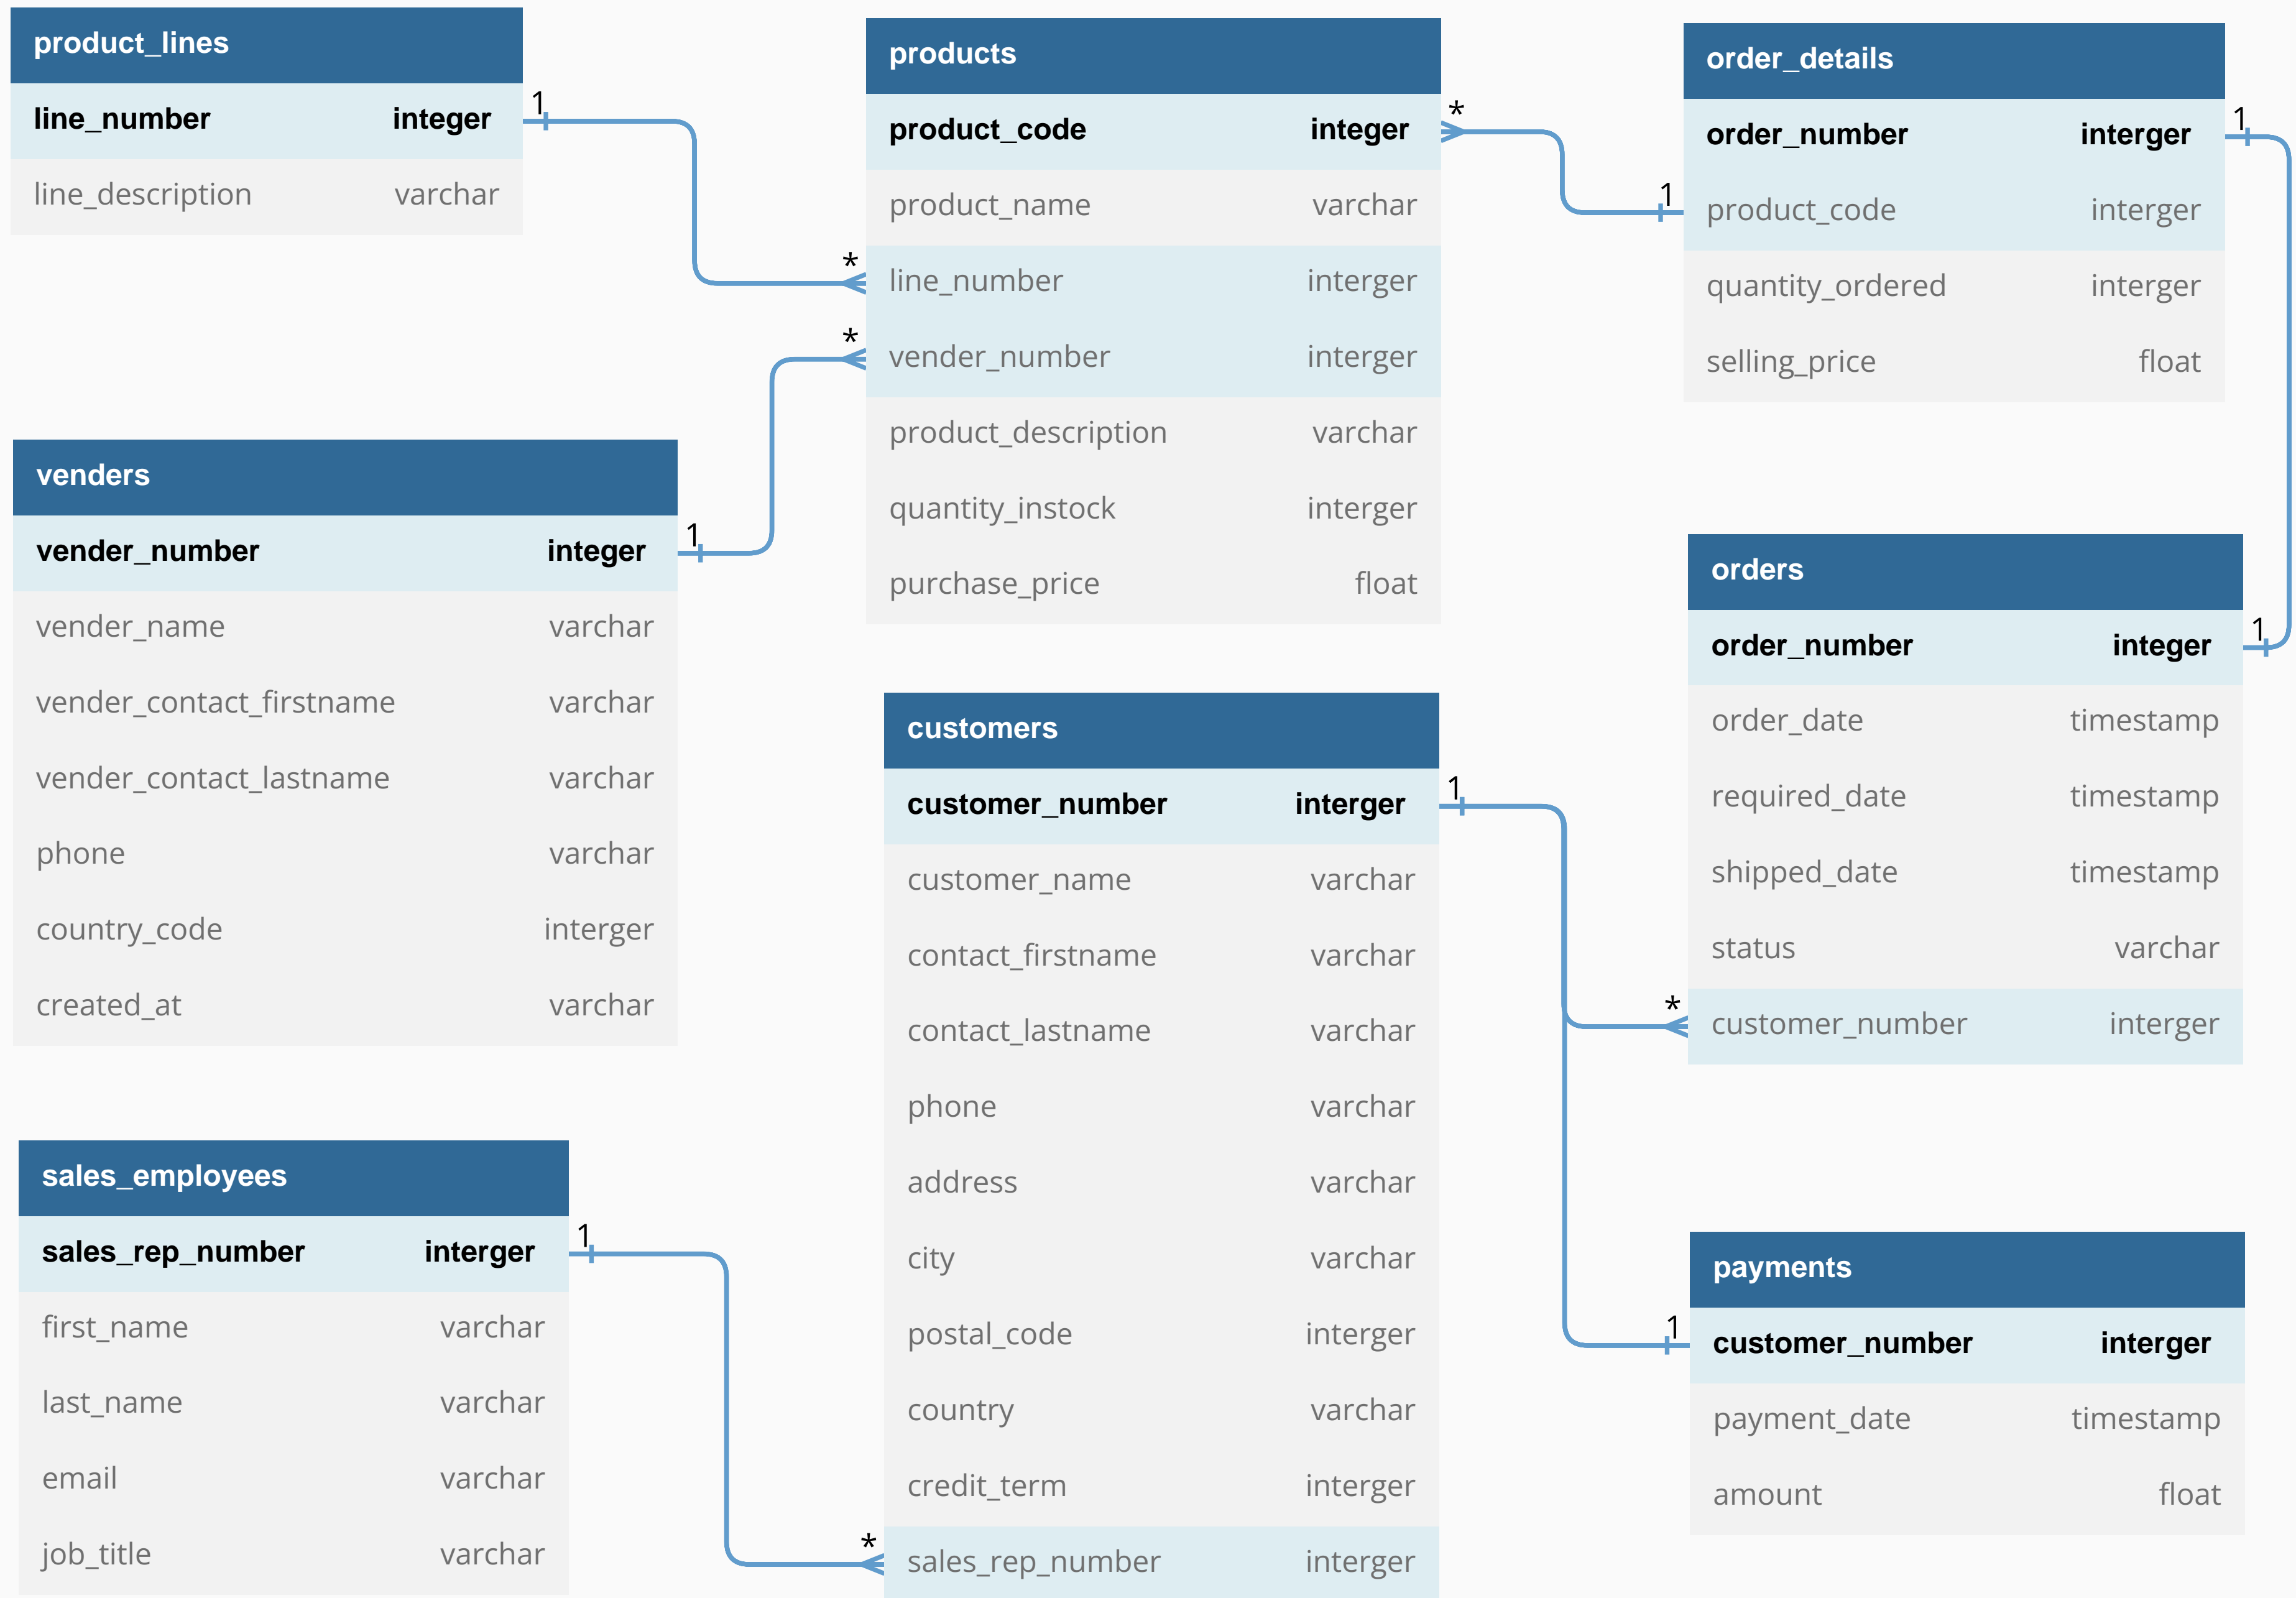 product_lines
line_number integer
line_description varchar
1
*
products
product_code integer
product_name varchar
line_number interger
vender_number interger
product_description varchar
quantity_instock interger
purchase_price float
*
*
1
order_details
order_number interger
product_code interger
quantity_ordered interger
selling_price float
1
venders
vender_number integer
vender_name varchar
vender_contact_firstname varchar
vender_contact_lastname varchar
phone varchar
country_code interger
created_at varchar
1
orders
order_number integer
order_date timestamp
required_date timestamp
shipped_date timestamp
status varchar
customer_number interger
1
*
customers
customer_number interger
customer_name varchar
contact_firstname varchar
contact_lastname varchar
phone varchar
address varchar
city varchar
postal_code interger
country varchar
credit_term interger
sales_rep_number interger
1
*
sales_employees
sales_rep_number interger
first_name varchar
last_name varchar
email varchar
job_title varchar
1
payments
customer_number interger
payment_date timestamp
amount float
1